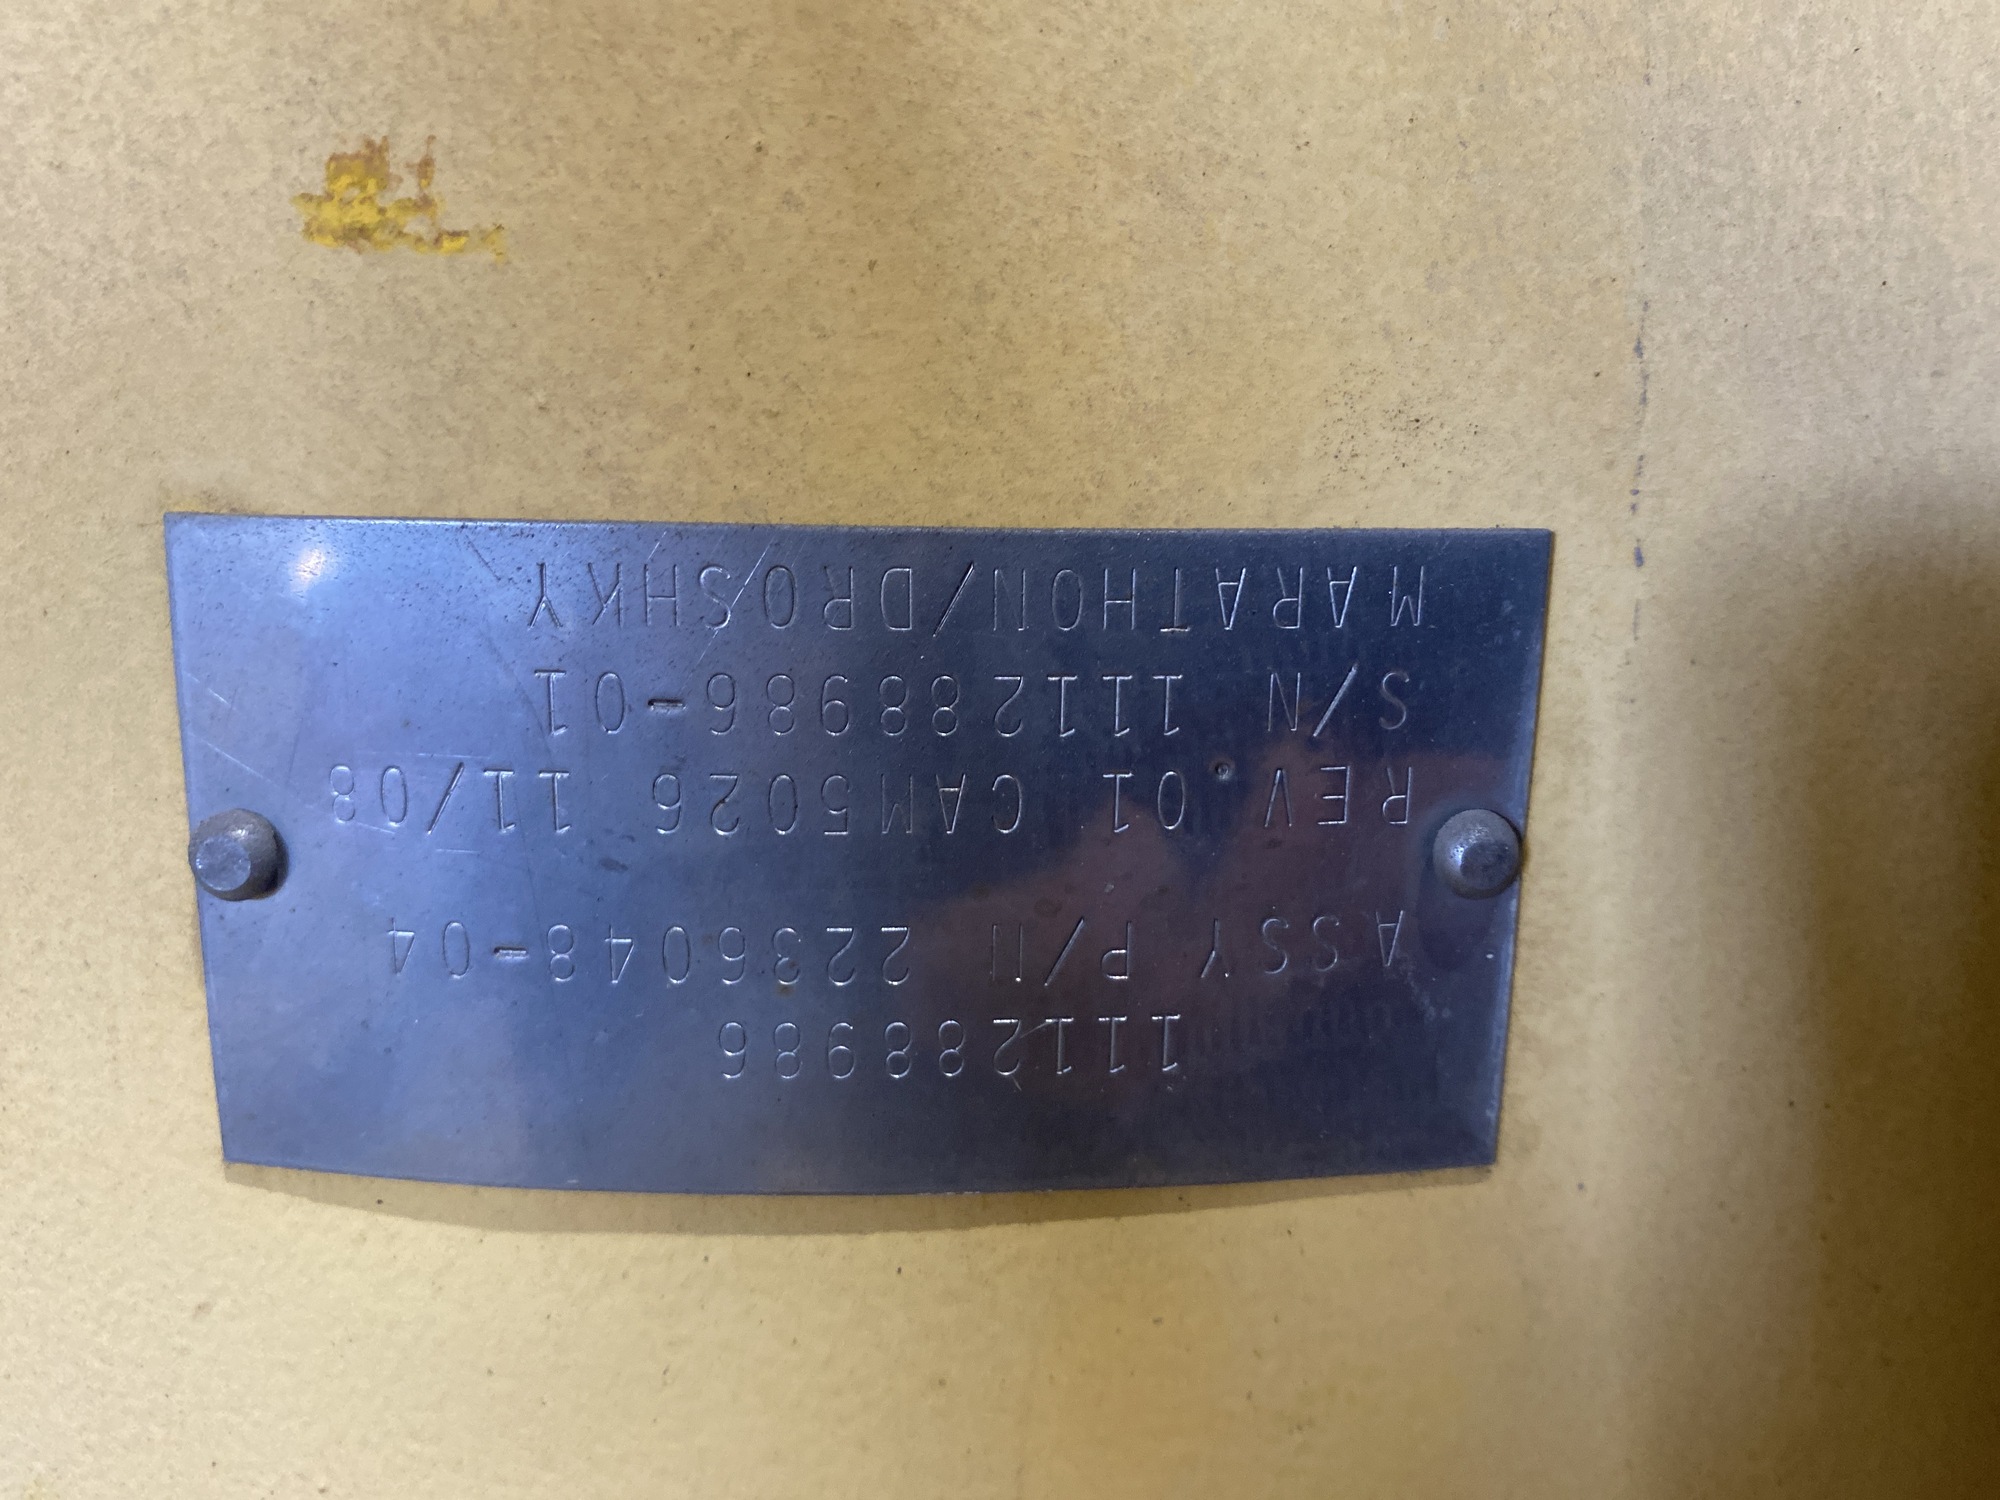 111288986
ASSY P/N 2236048-04
REV 01 CAM5026 11/08
S/N 111288986-01
MARATHON/DROSHKY